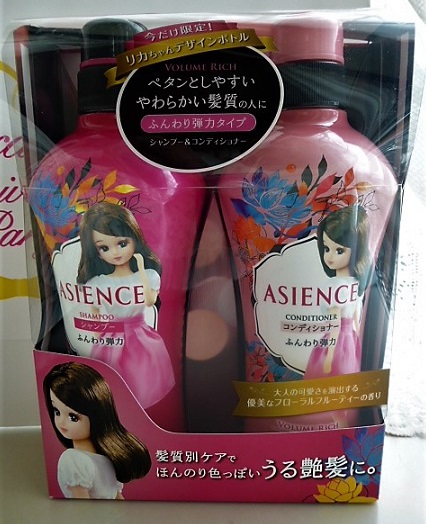 今だけ限定!
リカちゃんデザインボトル
VOLUME RICH
ペタンとしやすい
やわらかい髪質の人に
ふんわり弾力タイプ
シャンプー&コンディショナー
ASIENCE
SHAMPOO
シャンプー
ふんわり弾力
ASIENCE
CONDITIONER
コンディショナー
ふんわり弾力
大人の可愛さを演出する
優美なフローラルフルーティーの香り
VOLUME RICH
髪質別ケアで
ほんのり色っぽいうる艶髪に。